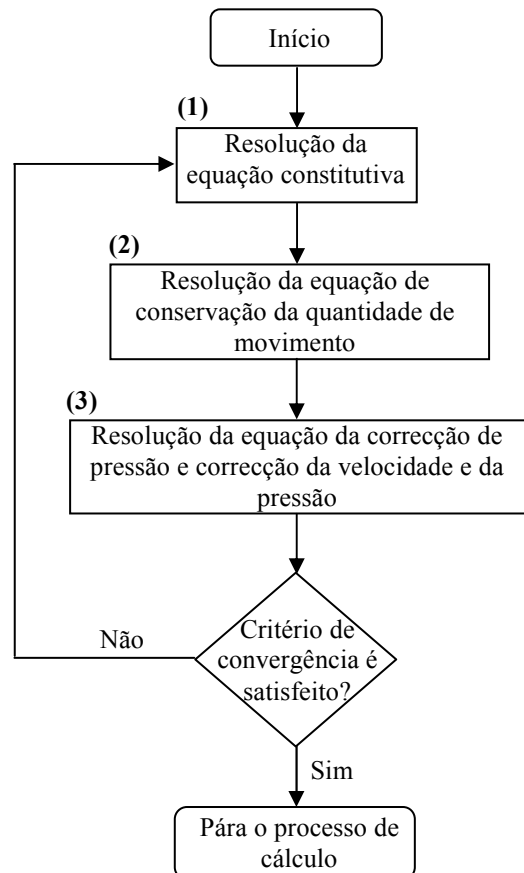 Início
(1)
Resolução da
equação constitutiva
(2)
Resolução da equação de
conservação da quantidade de
movimento
(3)
Resolução da equação da correcção de
pressão e correcção da velocidade e da
pressão
Não
Critério de
convergência é
satisfeito?
Sim
Pára o processo de
cálculo